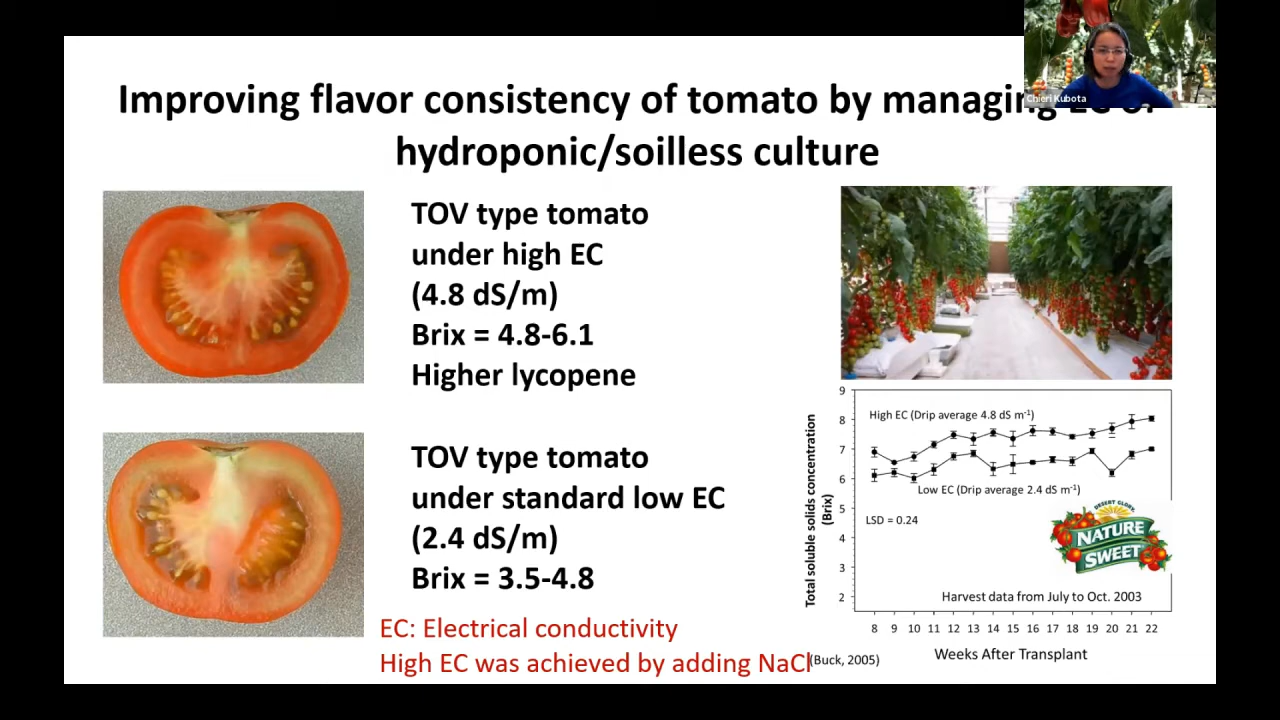 Chieri Kubota
Improving flavor consistency of tomato by managing
hydroponic/soilless culture
TOV type tomato
under high EC
(4.8 dS/m)
Brix = 4.8-6.1
Higher lycopene
TOV type tomato
under standard low EC
(2.4 dS/m)
Brix = 3.5-4.8
EC: Electrical conductivity
High EC was achieved by adding NaCl
(Buck, 2005)
Total soluble solids concentration
(Brix)
9
8
7
6
5
4
3
2
High EC (Drip average 4.8 dS m-1)
Low EC (Drip average 2.4 dS m-1)
LSD = 0.24
DESERT GLORY
NATURE
SWEET
Harvest data from July to Oct. 2003
8 9 10 11 12 13 14 15 16 17 18 19 20 21 22
Weeks After Transplant